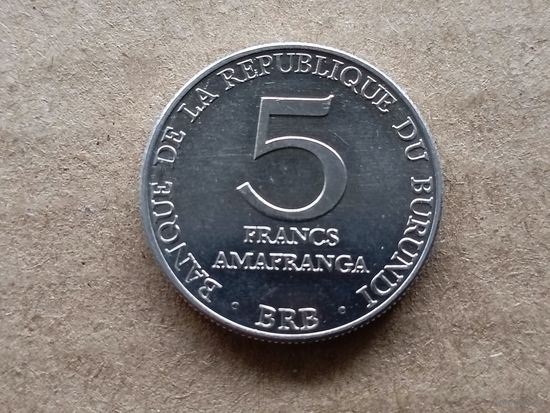 BANQUE DE LA REPUBLIQUE DU BURUNDI
5
FRANCS
AMAFRANGA
BRB